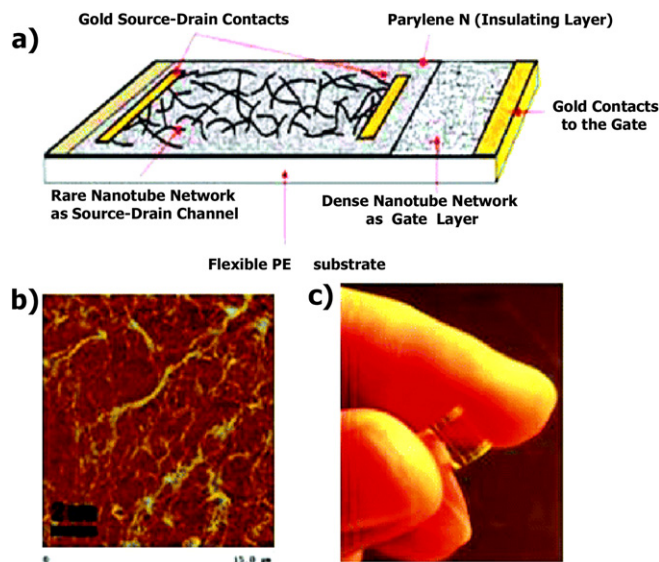 a)
Gold Source-Drain Contacts
Parylene N (Insulating Layer)
Gold Contacts
to the Gate
Rare Nanotube Network
as Source-Drain Channel
Dense Nanotube Network
as Gate Layer
Flexible PE substrate
b)
c)
0